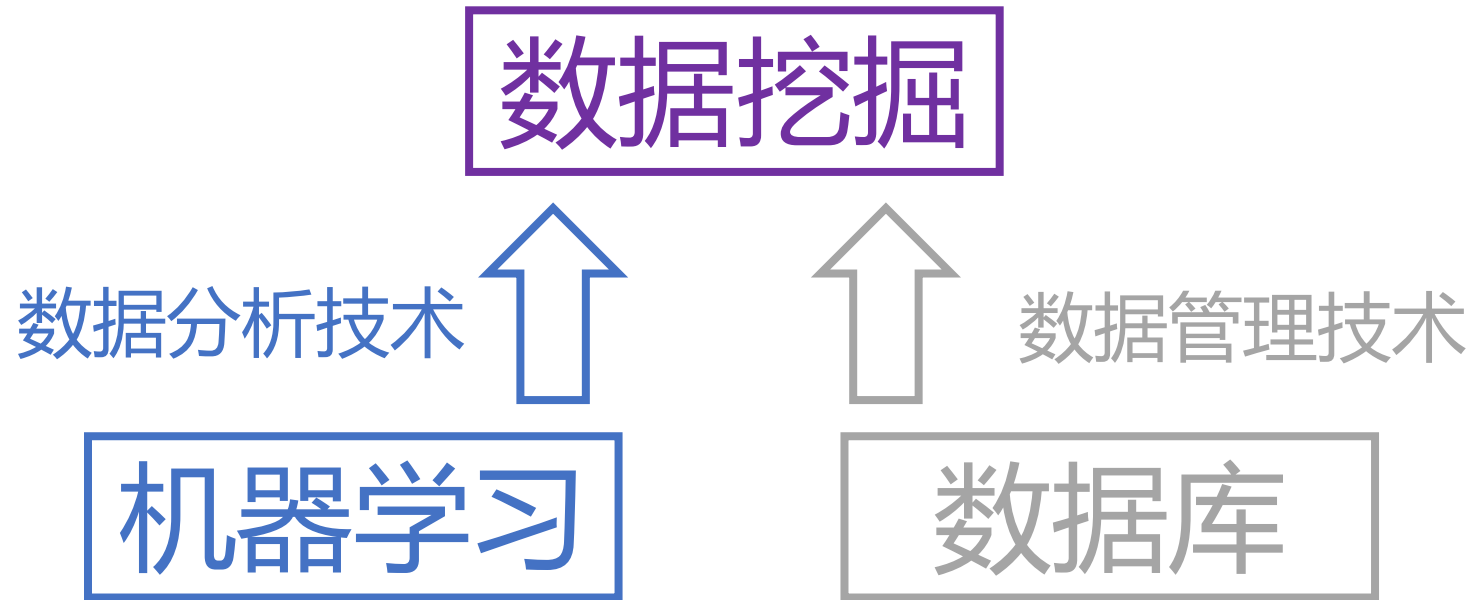 数据挖掘
数据分析技术
数据管理技术
机器学习
数据库